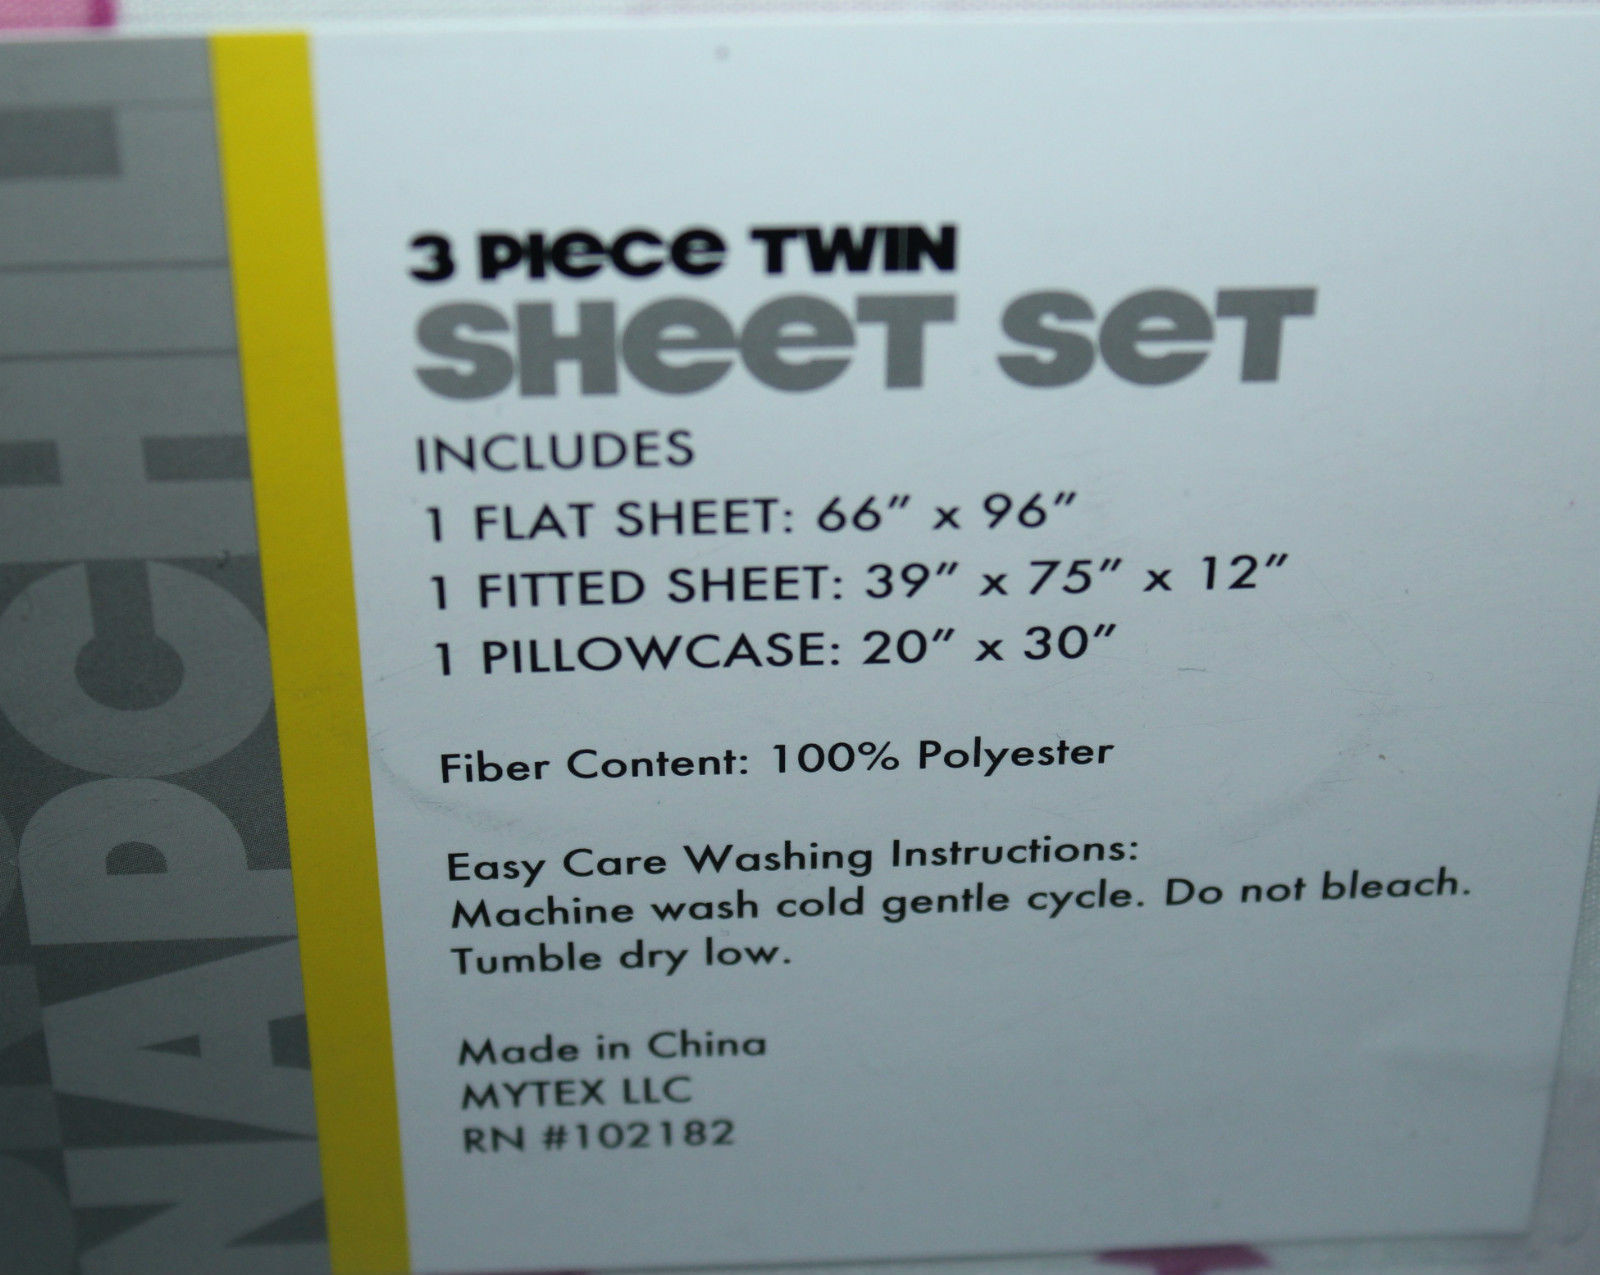 3 PIECE TWIN
SHEET SET
INCLUDES
1 FLAT SHEET: 66” x 96”
1 FITTED SHEET: 39” x 75” x 12”
1 PILLOWCASE: 20” x 30”
Fiber Content: 100% Polyester
Easy Care Washing Instructions:
Machine wash cold gentle cycle. Do not bleach.
Tumble dry low.
Made in China
MYTEX LLC
RN #102182